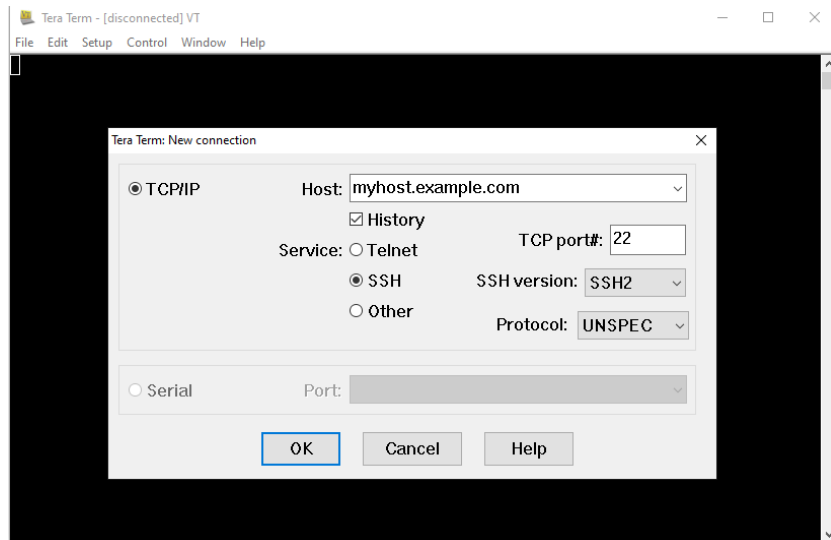 Tera Term - [disconnected] VT
File Edit Setup Control Window Help
Tera Term: New connection
TCP/IP Host: myhost.example.com
History
Service: Telnet TCP port#: 22
SSH SSH version: SSH2
Other Protocol: UNSPEC
Serial Port:
OK Cancel Help